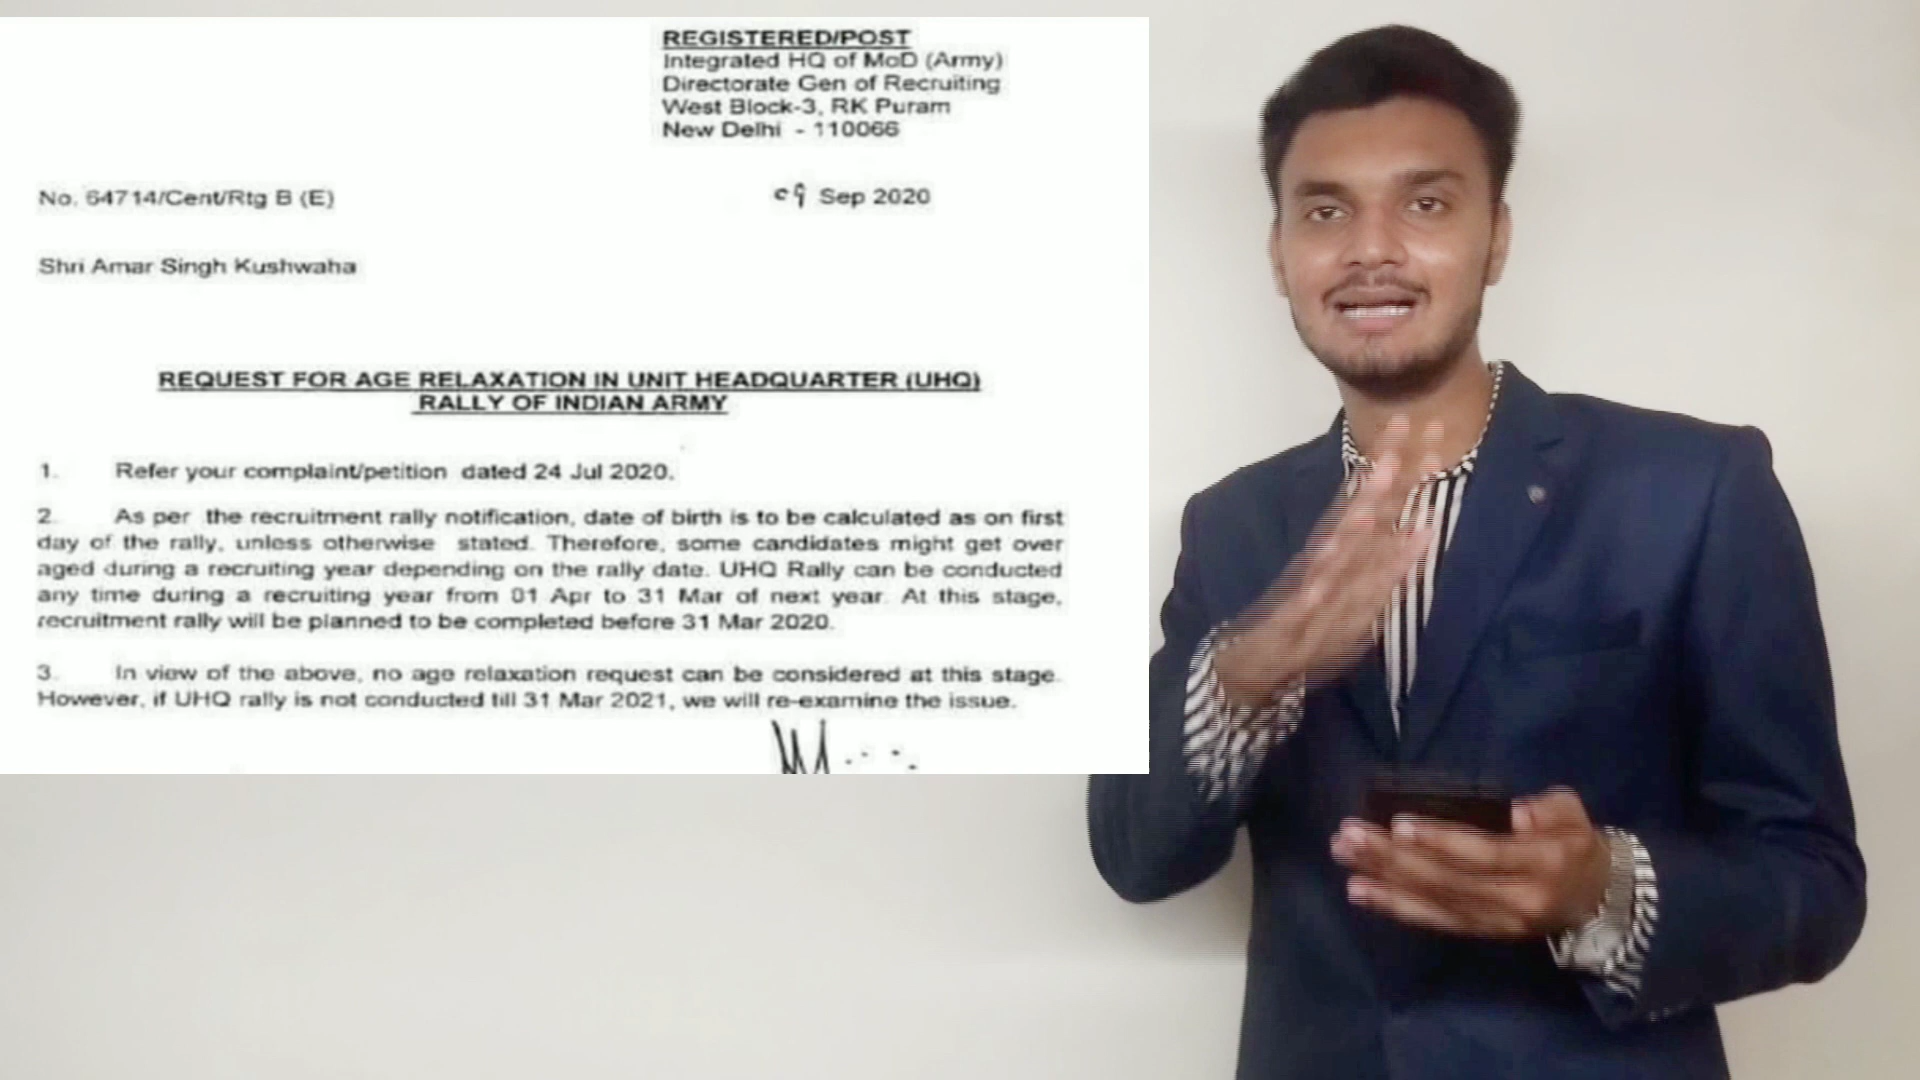 REGISTERED/POST
Integrated HQ of MoD (Army)
Directorate Gen of Recruiting
West Block-3, RK Puram
New Delhi - 110066
No. 64714/Cent/Rtg B (E)
09 Sep 2020
Shri Amar Singh Kushwaha
REQUEST FOR AGE RELAXATION IN UNIT HEADQUARTER (UHQ)
RALLY OF INDIAN ARMY
1. Refer your complaint/petition dated 24 Jul 2020.
2. As per the recruitment rally notification, date of birth is to be calculated as on first
day of the rally, unless otherwise stated. Therefore, some candidates might get over
aged during a recruiting year depending on the rally date. UHQ Rally can be conducted
any time during a recruiting year from 01 Apr to 31 Mar of next year. At this stage,
recruitment rally will be planned to be completed before 31 Mar 2020.
3. In view of the above, no age relaxation request can be considered at this stage.
However, if UHQ rally is not conducted till 31 Mar 2021, we will re-examine the issue.